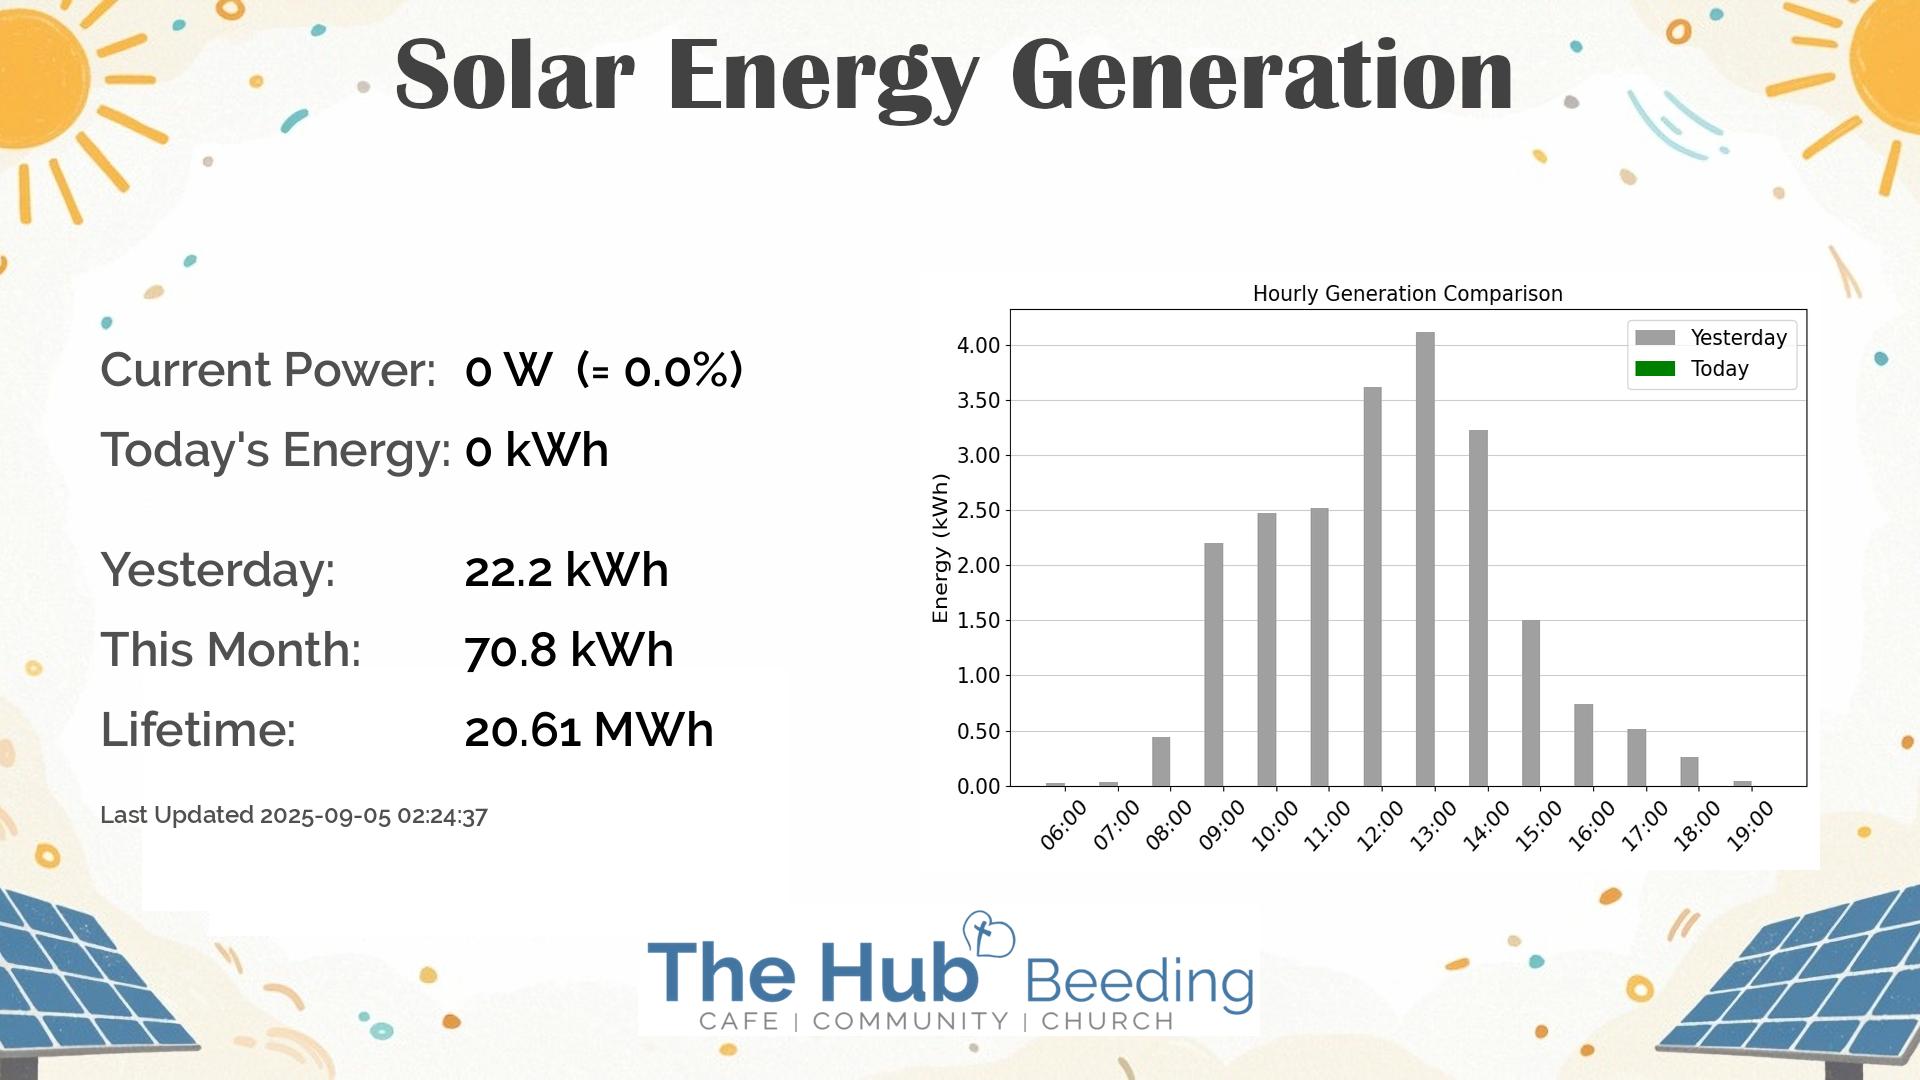 Solar Energy Generation
Current Power: 0 W (= 0.0%)
Today's Energy: 0 kWh
Yesterday: 22.2 kWh
This Month: 70.8 kWh
Lifetime: 20.61 MWh
Last Updated 2025-09-05 02:24:37
Hourly Generation Comparison
Yesterday
Today
Energy (kWh)
4.00
3.50
3.00
2.50
2.00
1.50
1.00
0.50
0.00
06:00 07:00 08:00 09:00 10:00 11:00 12:00 13:00 14:00 15:00 16:00 17:00 18:00 19:00
The Hub Beeding
CAFE | COMMUNITY | CHURCH